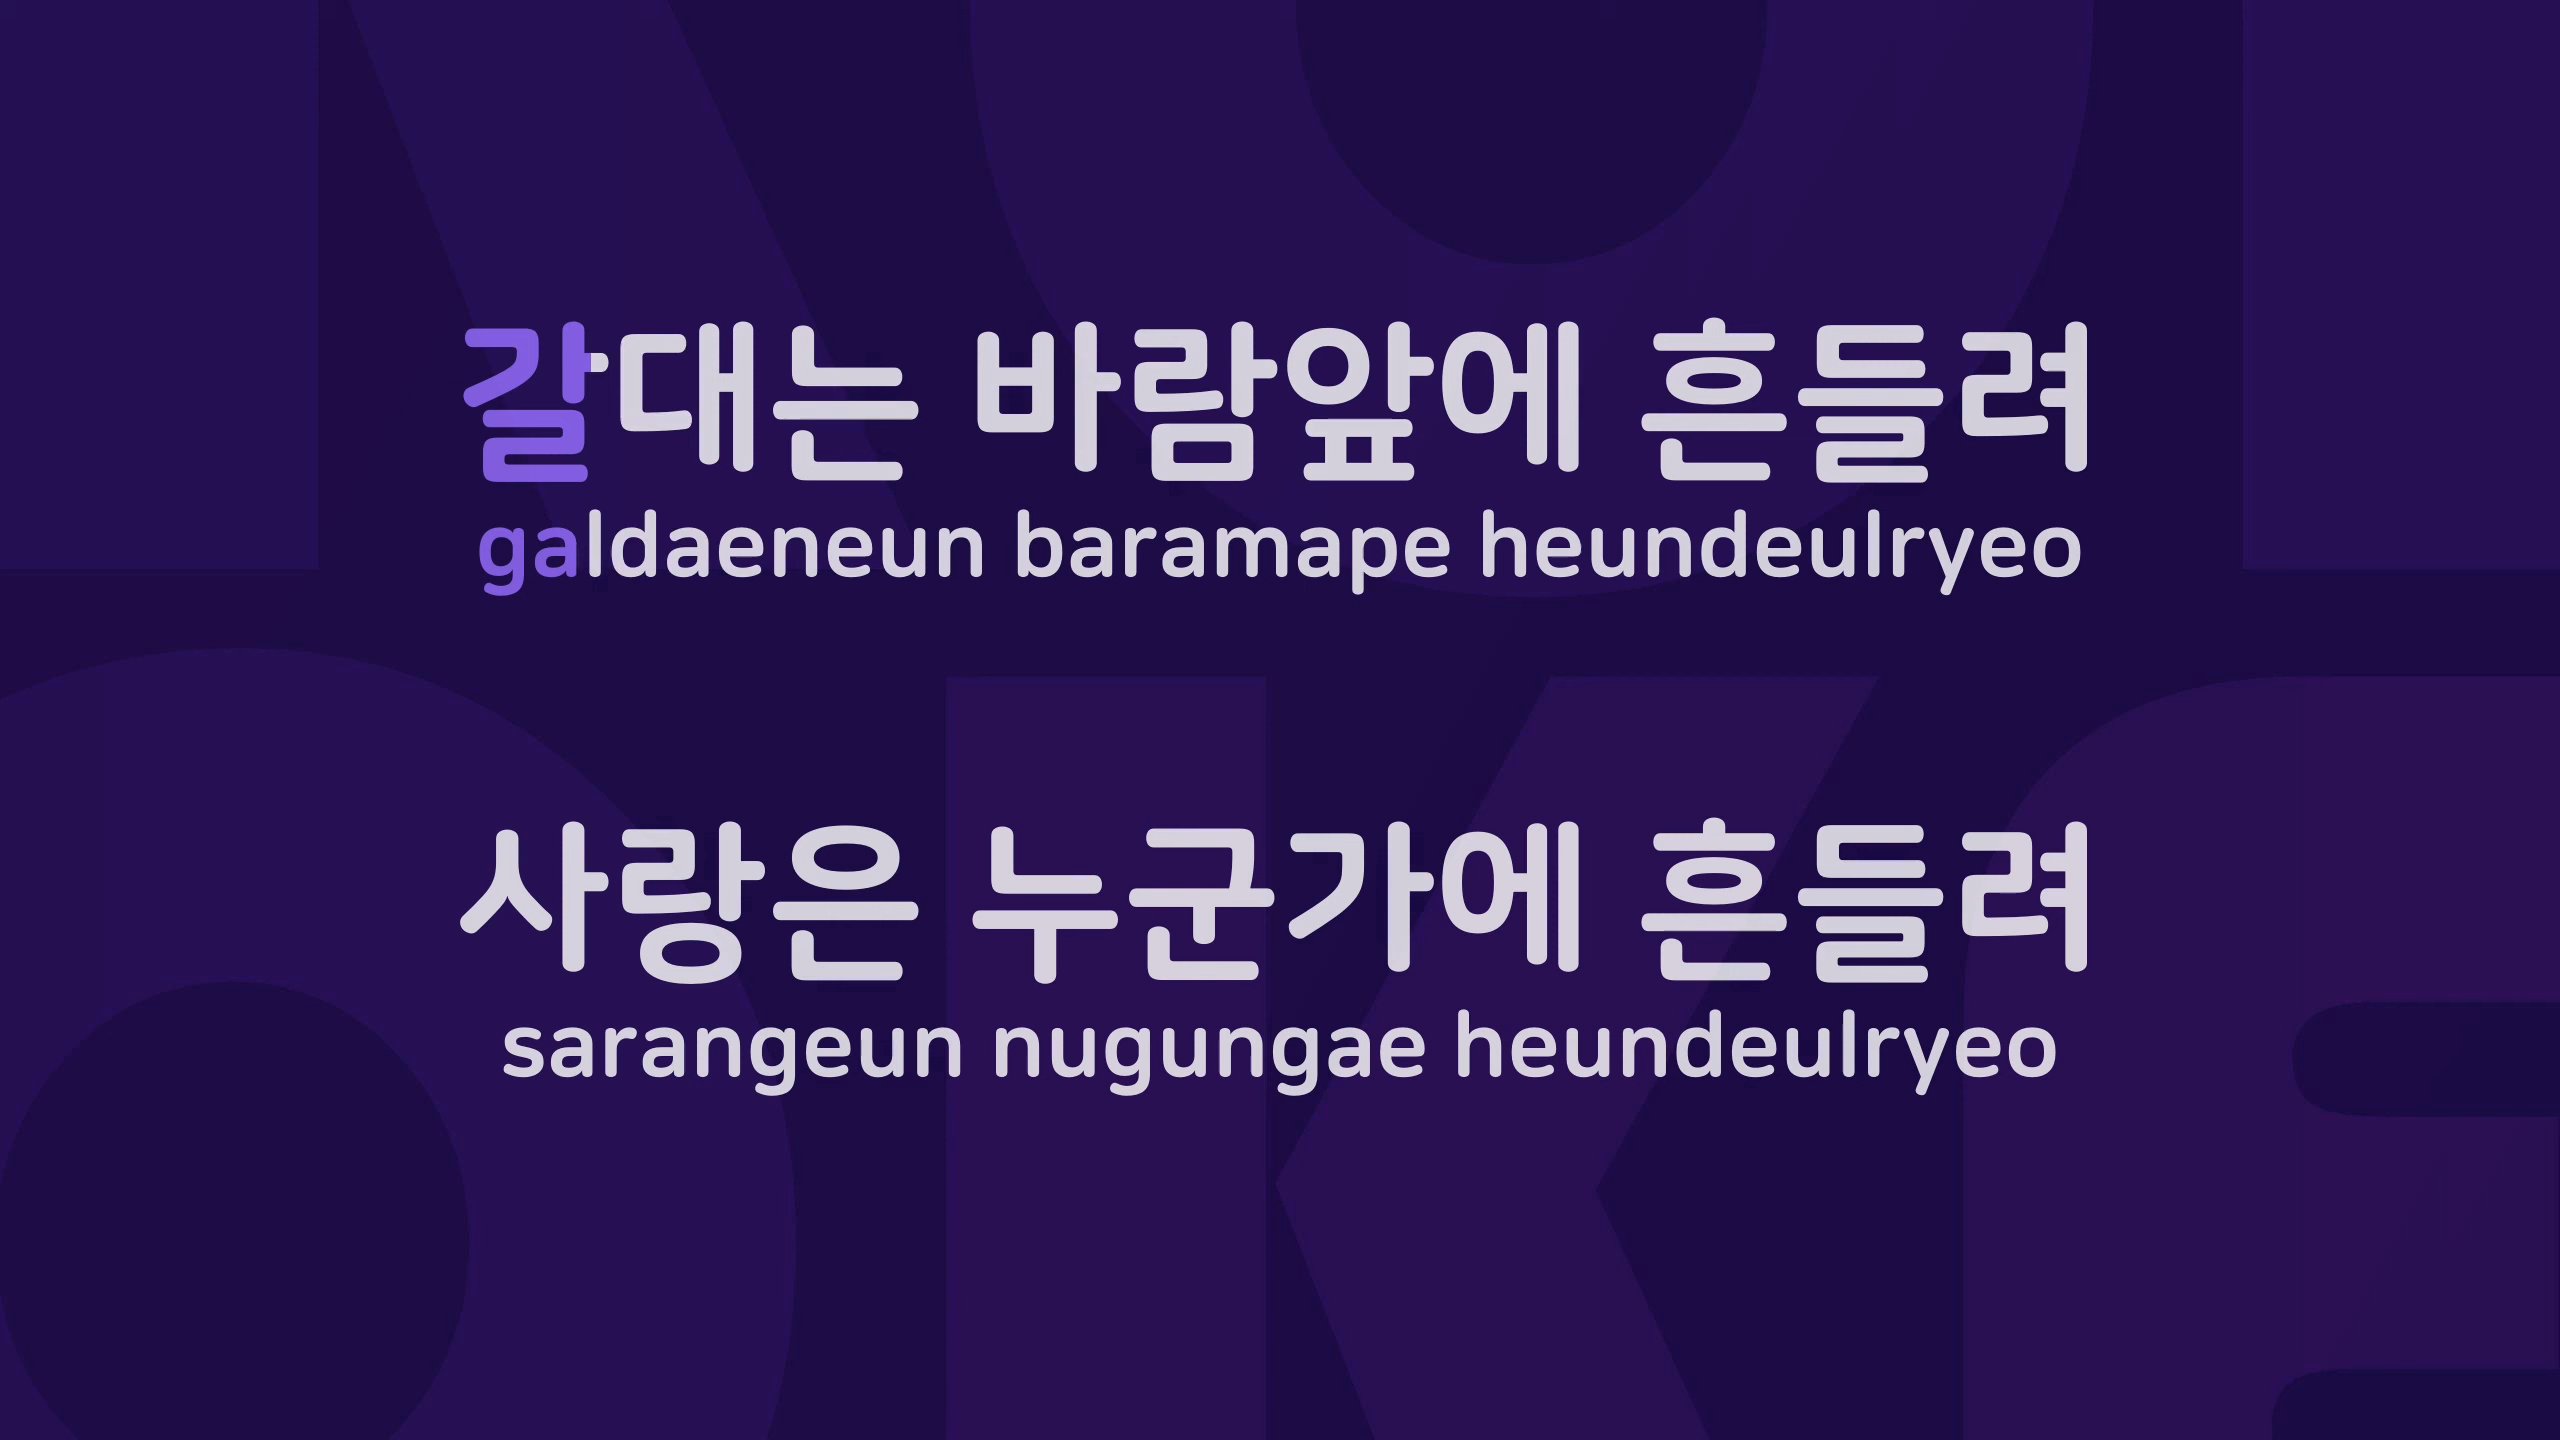 갈대는 바람앞에 흔들려
galdaeneun baramape heundeulryeo
사랑은 누군가에 흔들려
sarangeun nugungae heundeulryeo